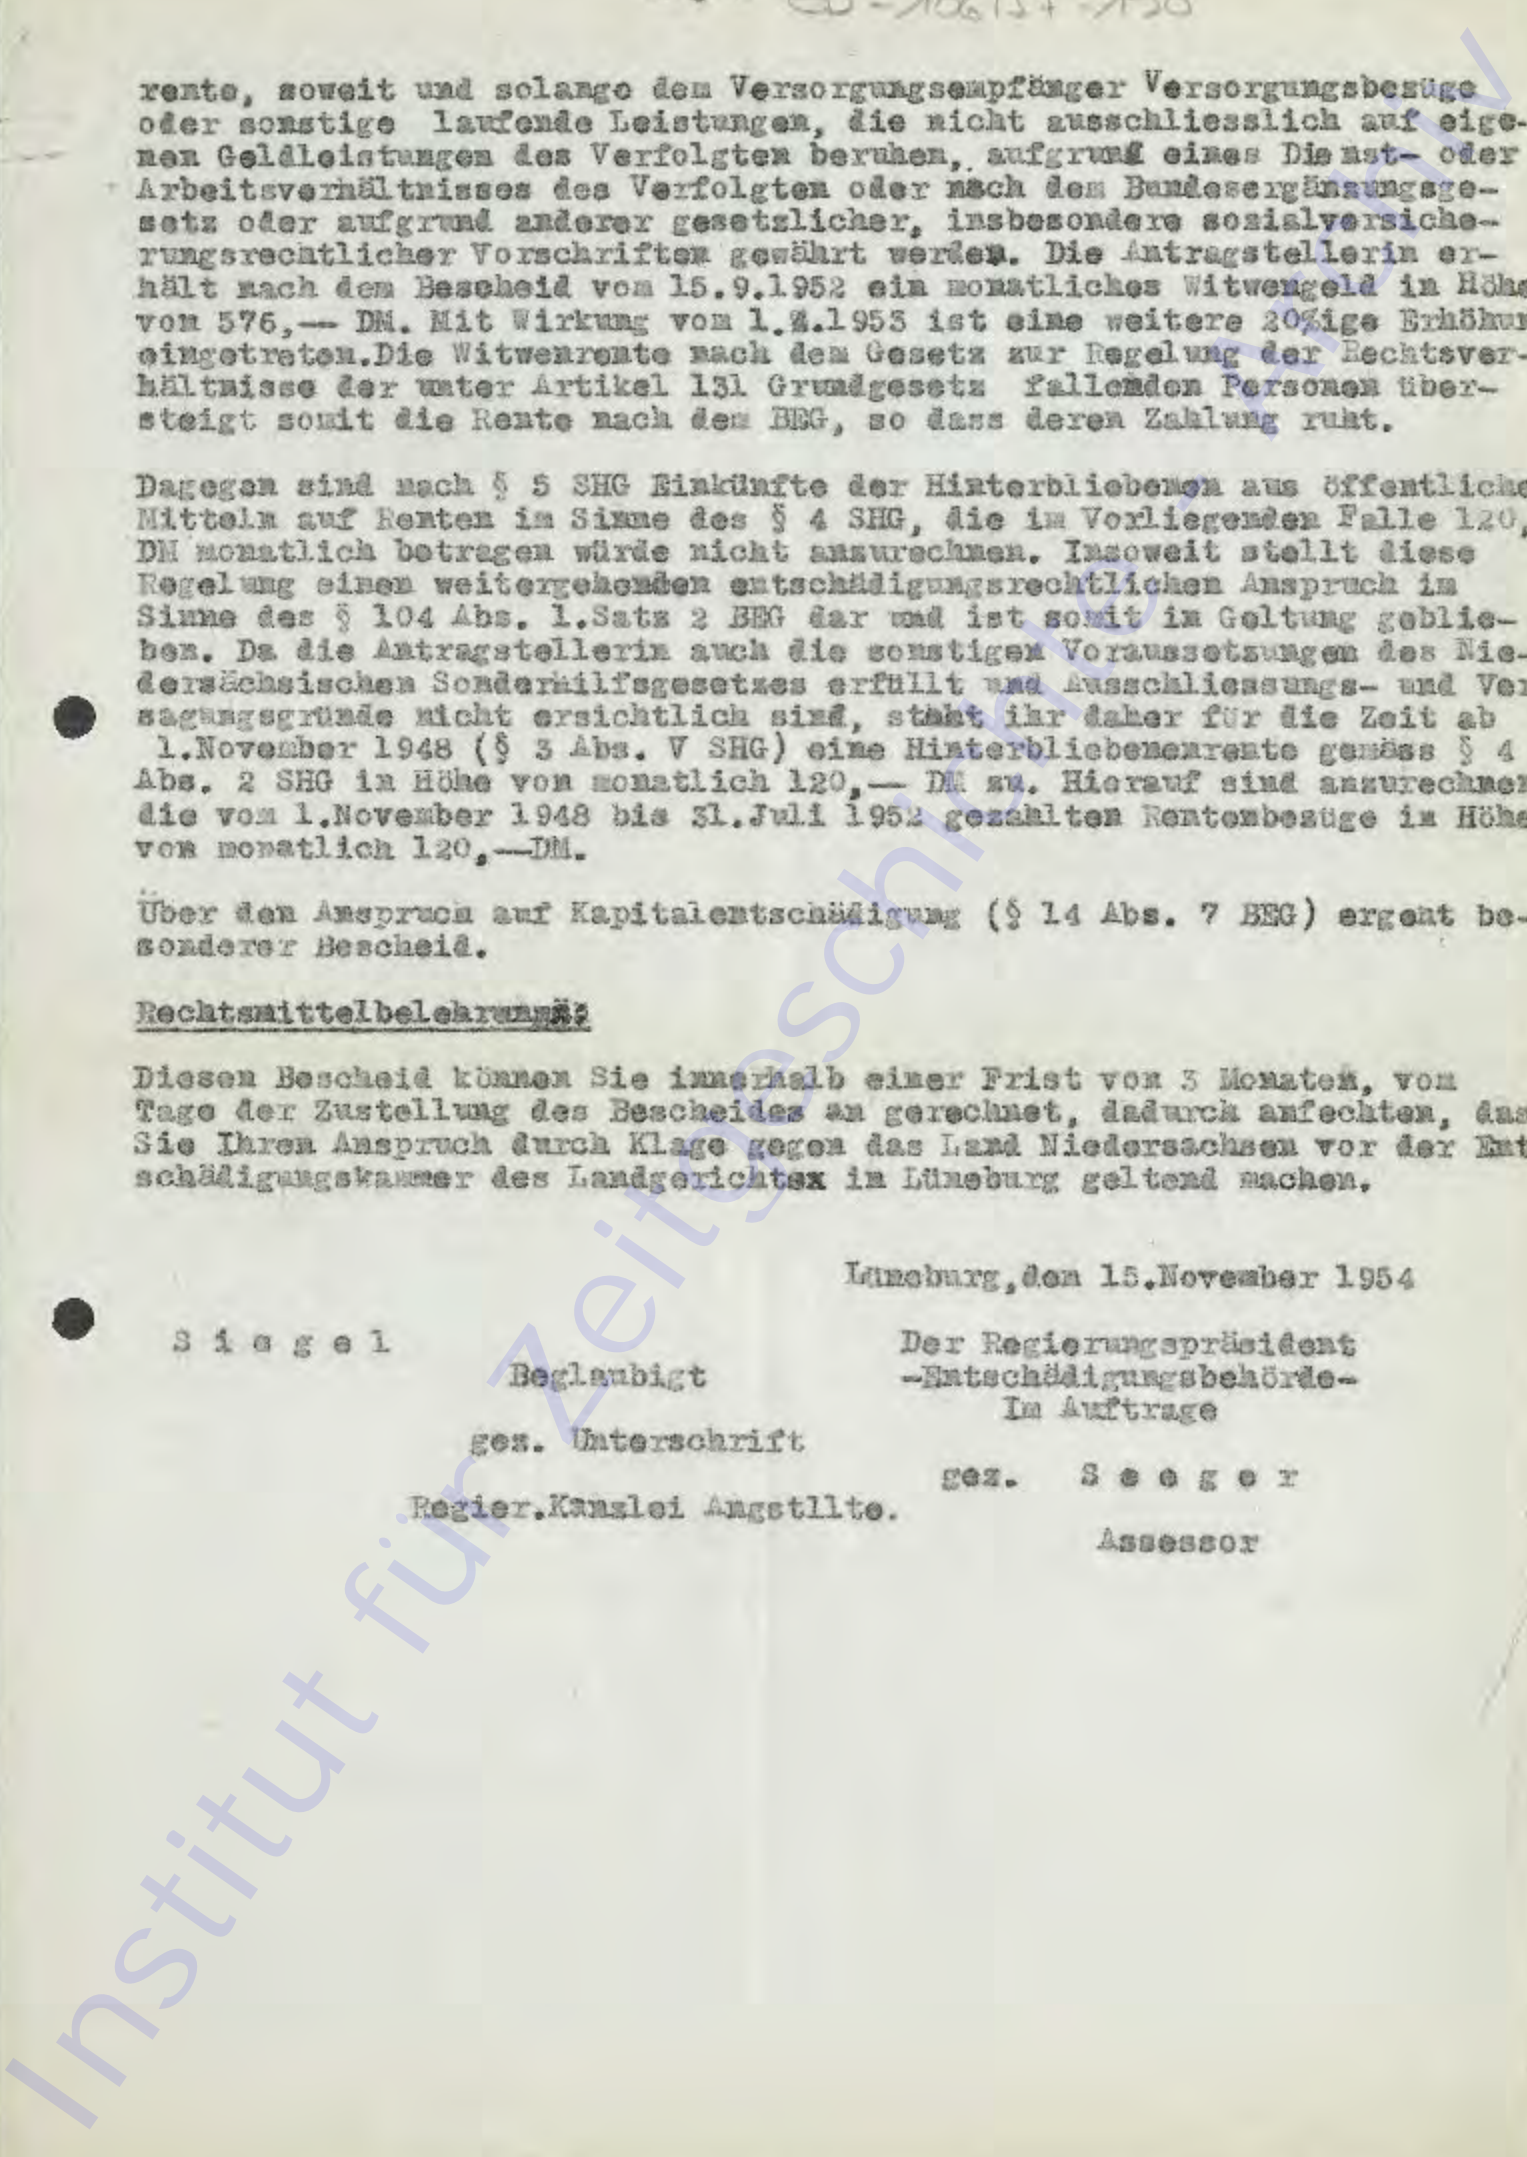 rente, soweit und solange dem Versorgungsempfänger Versorgungsbezüge
oder sonstige laufende Leistungen, die nicht ausschliesslich auf eige-
nen Geldleistungen des Verfolgten beruhen, aufgrund eines Dienst- oder
Arbeitsverhältnisses des Verfolgten oder nach dem Bundesergänzungsge-
setz oder aufgrund anderer gesetzlicher, insbesondere sozialversiche-
rungsrechtlicher Vorschriften gewährt werden. Die Antragstellerin er-
hält nach dem Bescheid vom 15.9.1952 ein monatliches Witwengeld in Höhe
von 376,-- DM. Mit Wirkung vom 1. .1953 ist eine weitere 20%ige Erhöhun
eingetreten.Die Witwenrente nach dem Gesetz zur Regelung der Rechtsver-
hältnisse der unter Artikel 131 Grundgesetz fallenden Personen über-
steigt somit die Rente nach dem BEG, so dass deren Zahlung ruht.
Dagegen sind nach § 5 SHG Einkünfte der Hinterbliebenen aus öffentliche
Mitteln auf Renten im Sinne des § 4 SHG, die im Vorliegenden Falle 120,
DM monatlich betragen würde nicht anzurechnen. Insoweit stellt diese
Regelung einen weitergehenden entschädigungsrechtlichen Anspruch im
Sinne des § 104 Abs. 1.Satz 2 BEG dar und ist somit in Geltung geblie-
ben. Da die Antragstellerin auch die sonstigen Voraussetzungen des Nie-
dersächsischen Sonderhilfsgesetzes erfüllt und Ausschliessungs- und Ver
sagungsgründe nicht ersichtlich sind, steht ihr daher für die Zeit ab
1.November 1948 (§ 3 Abs. V SHG) eine Hinterbliebenenrente gemäss § 4
Abs. 2 SHG in Höhe von monatlich 120,-- DM zu. Hierauf sind anzurechnen
die vom 1.November 1948 bis 31.Juli 1952 gezahlten Rentenbezüge in Höhe
von monatlich 120,--DM.
Über den Anspruch auf Kapitalentschädigung (§ 14 Abs. 7 BEG) ergeht be-
sonderer Bescheid.
Rechtsmittelbelehrung:
Diesen Bescheid können Sie innerhalb einer Frist von 3 Monaten, vom
Tage der Zustellung des Bescheides an gerechnet, dadurch anfechten, das
Sie Ihren Anspruch durch Klage gegen das Land Niedersachsen vor der Ent
schädigungskammer des Landgerichtex in Lüneburg geltend machen.
Lüneburg,den 15.November 1954
S i e g e l
Der Regierungspräsident
Beglaubigt
-Entschädigungsbehörde-
Im Auftrage
gez. Unterschrift
gez. S e e g e r
Regier.Kanzlei Angstllte.
Assessor
Institut für Zeitgeschichte - Archiv